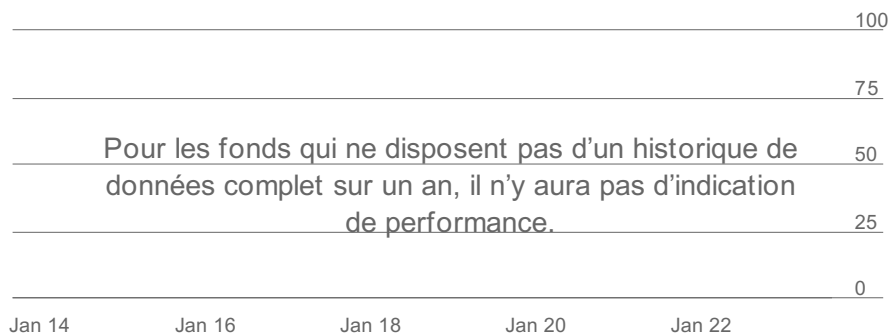 100
75
Pour les fonds qui ne disposent pas d’un historique de
50
données complet sur un an, il n’y aura pas d’indication
de performance.
25
0
Jan 14 Jan 16 Jan 18 Jan 20 Jan 22